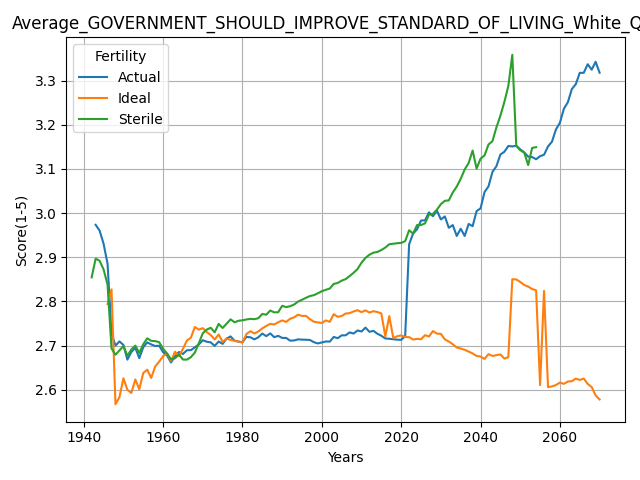 Average_GOVERNMENT_SHOULD_IMPROVE_STANDARD_OF_LIVING_White_Q
Fertility
Actual
Ideal
Sterile
Score(1-5)
3.3
3.2
3.1
3.0
2.9
2.8
2.7
2.6
1940 1960 1980 2000 2020 2040 2060
Years